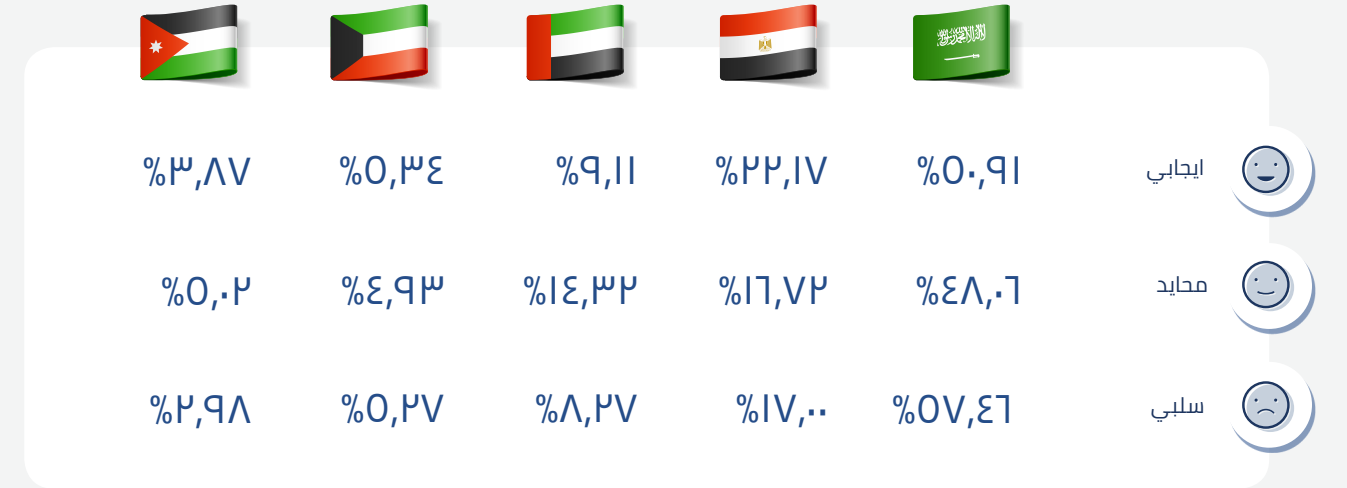 ايجابي ٥٠,٩١% ٢٢,١٧% ٩,١١% ٥,٣٤% ٣,٨٧%
محايد ٤٨,٠٦% ١٦,٧٢% ١٤,٣٢% ٤,٩٣% ٥,٠٢%
سلبي ٥٧,٤٦% ١٧,٠٠% ٨,٢٧% ٥,٢٧% ٢,٩٨%